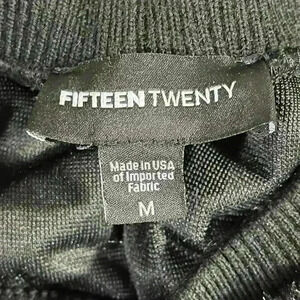 FIFTEEN TWENTY
Made in USA
of Imported
Fabric
M